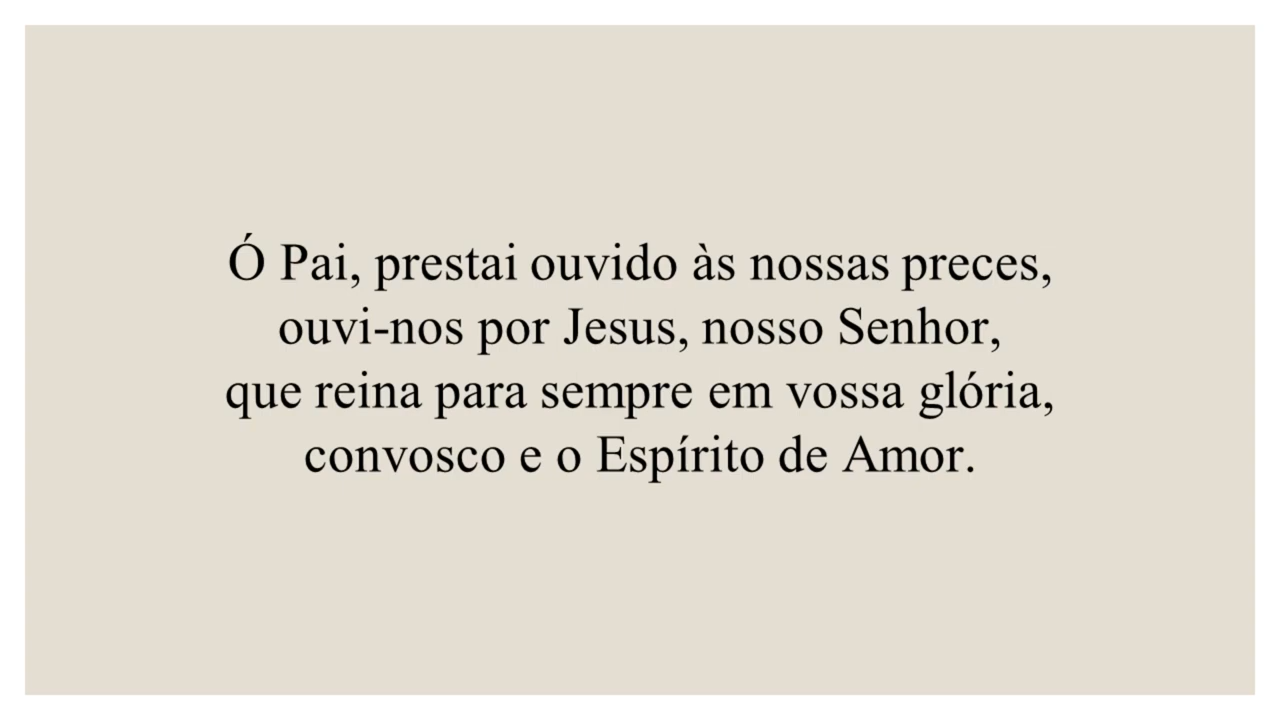 Ó Pai, prestai ouvido às nossas preces,
ouvi-nos por Jesus, nosso Senhor,
que reina para sempre em vossa glória,
convosco e o Espírito de Amor.